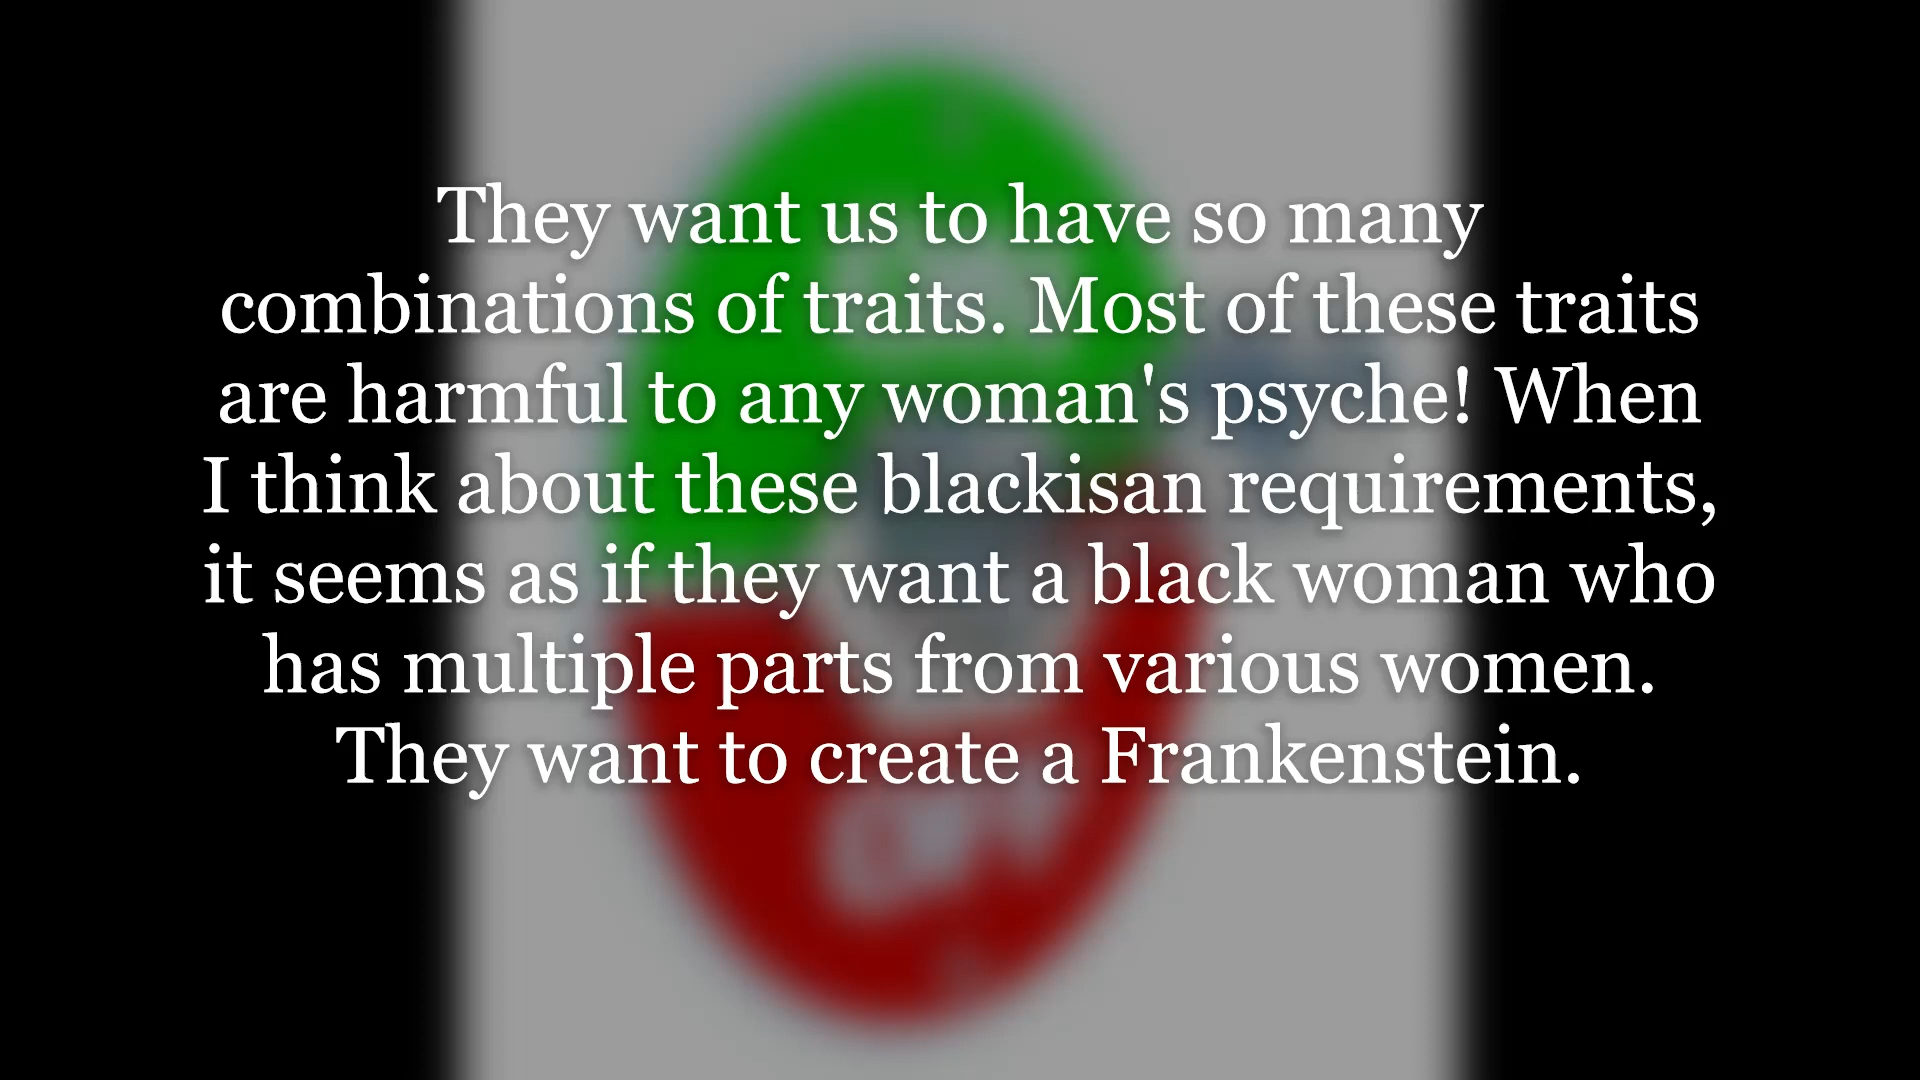 They want us to have so many
combinations of traits. Most of these traits
are harmful to any woman's psyche! When
I think about these blackisan requirements,
it seems as if they want a black woman who
has multiple parts from various women.
They want to create a Frankenstein.